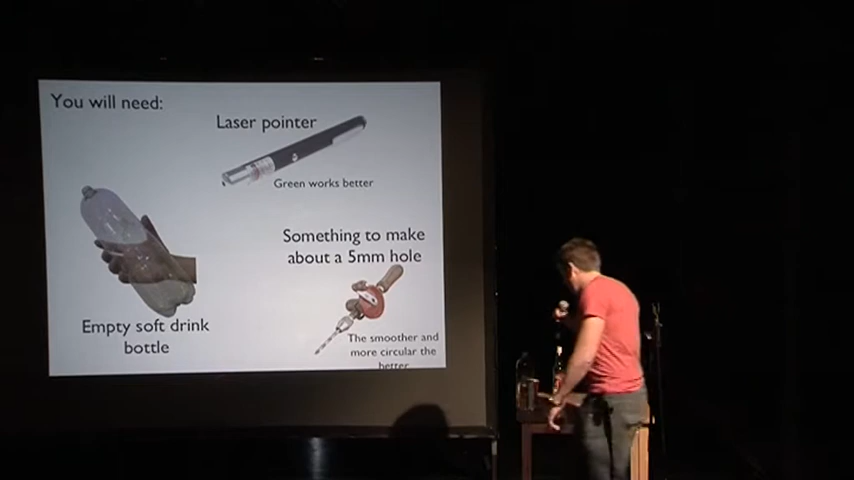 You will need:
Laser pointer
Green works better
Something to make
about a 5mm hole
Empty soft drink
bottle
The smoother and
more circular the
better